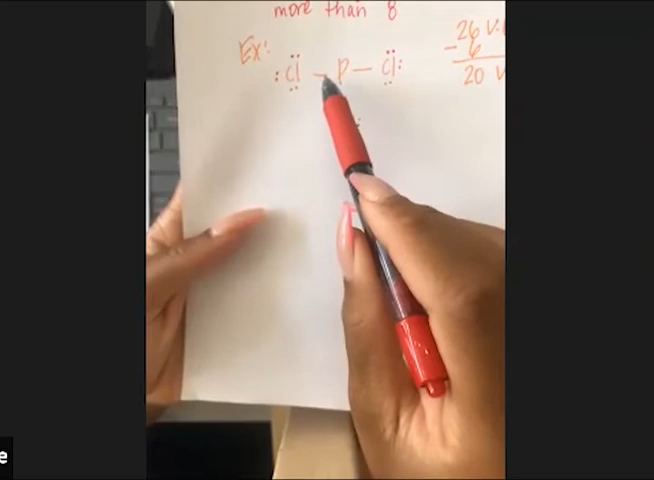 more than 8
Ex:
:Cl — P — Cl:
26 V.
- 6
20 V
e